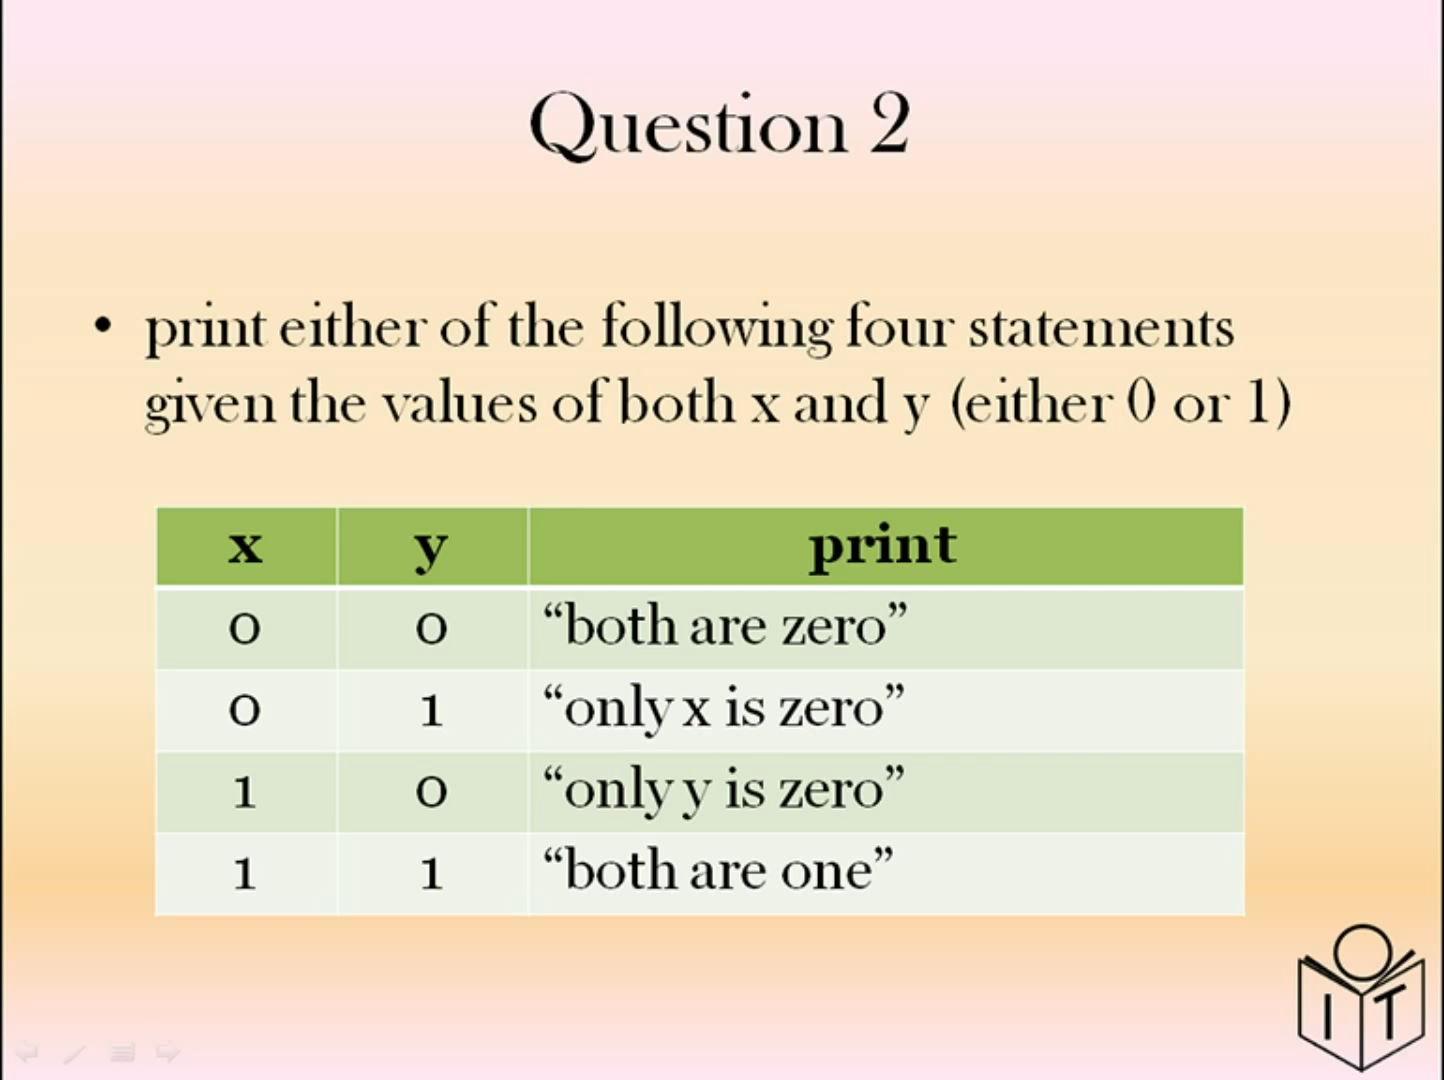 Question 2
• print either of the following four statements
given the values of both x and y (either 0 or 1)
x y print
0 0 “both are zero”
0 1 “only x is zero”
1 0 “only y is zero”
1 1 “both are one”
I T